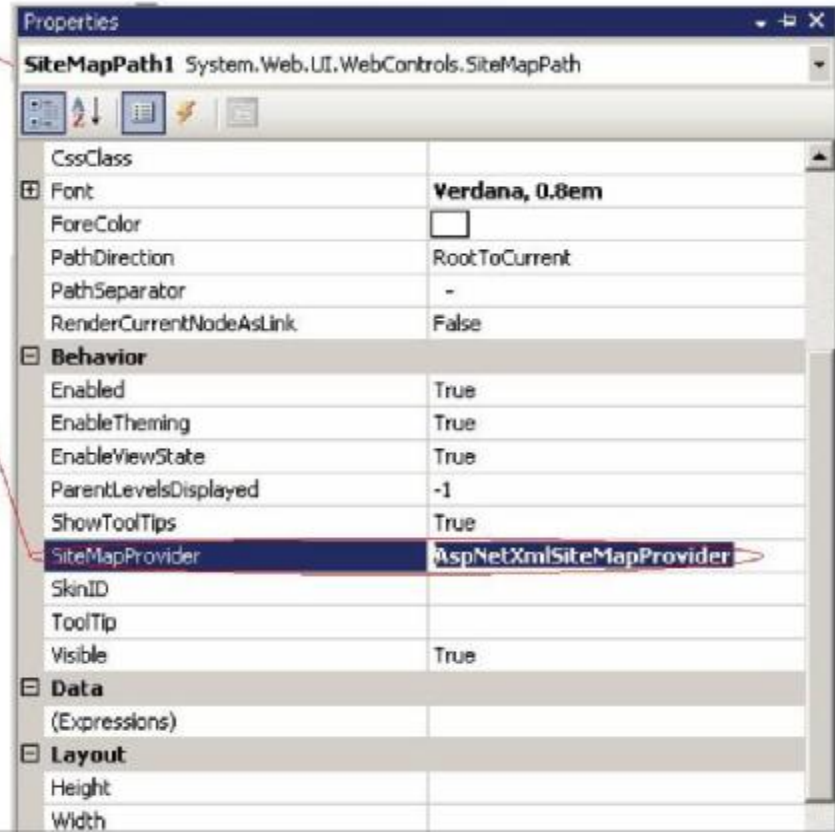 Properties
SiteMapPath1 System.Web.UI.WebControls.SiteMapPath
CssClass
Font Verdana, 0.8em
ForeColor
PathDirection RootToCurrent
PathSeparator -
RenderCurrentNodeAsLink False
Behavior
Enabled True
EnableTheming True
EnableViewState True
ParentLevelsDisplayed -1
ShowToolTips True
SiteMapProvider AspNetXmlSiteMapProvider
SkinID
ToolTip
Visible True
Data
(Expressions)
Layout
Height
Width